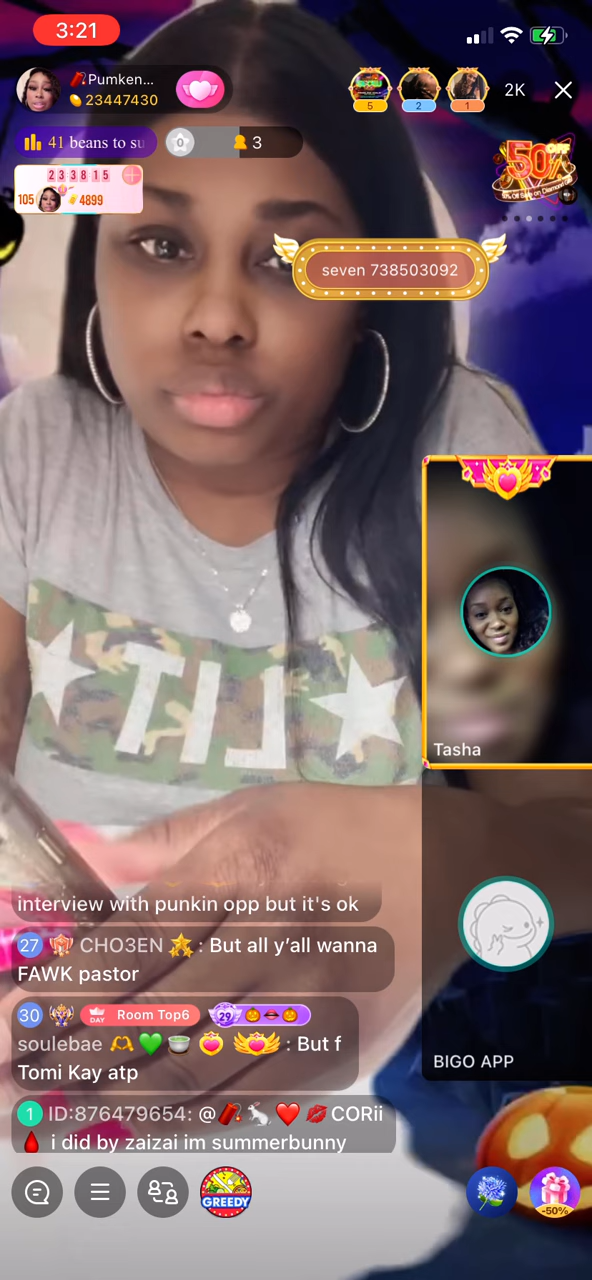 3:21
Pumken...
23447430
5
2
1
2K
41 beans to su
0
3
50%
OFF
233815
105
4899
seven 738503092
LIT
Tasha
interview with punkin opp but it's ok
27 CHO3EN : But all y'all wanna
FAWK pastor
30 DAY Room Top6 29
soulebae : But f
Tomi Kay atp
1 ID:876479654: @ CORii
i did by zaizai im summerbunny
BIGO APP
GREEDY
-50%